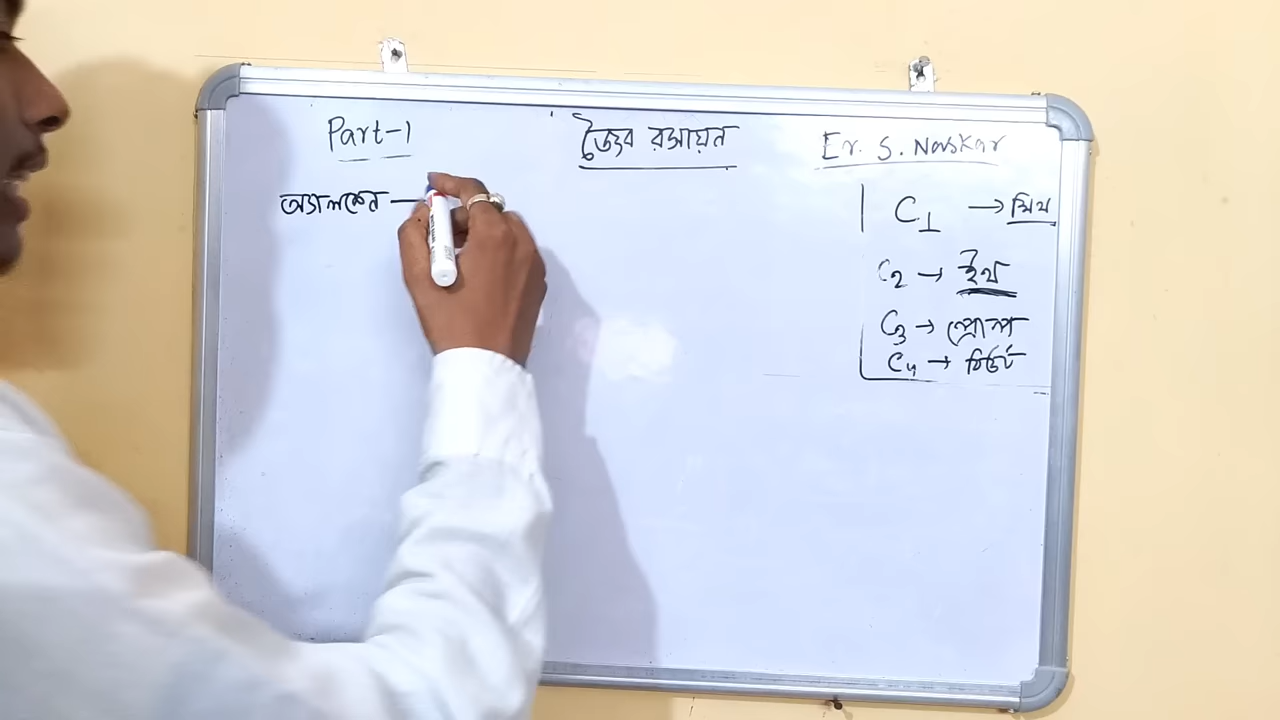 Part-1
জৈব রসায়ন
Er. S. Naskar
অ্যালকেন —
C1 → মিথ
C2 → ইথ
C3 → প্রোপ
C4 → বিউট